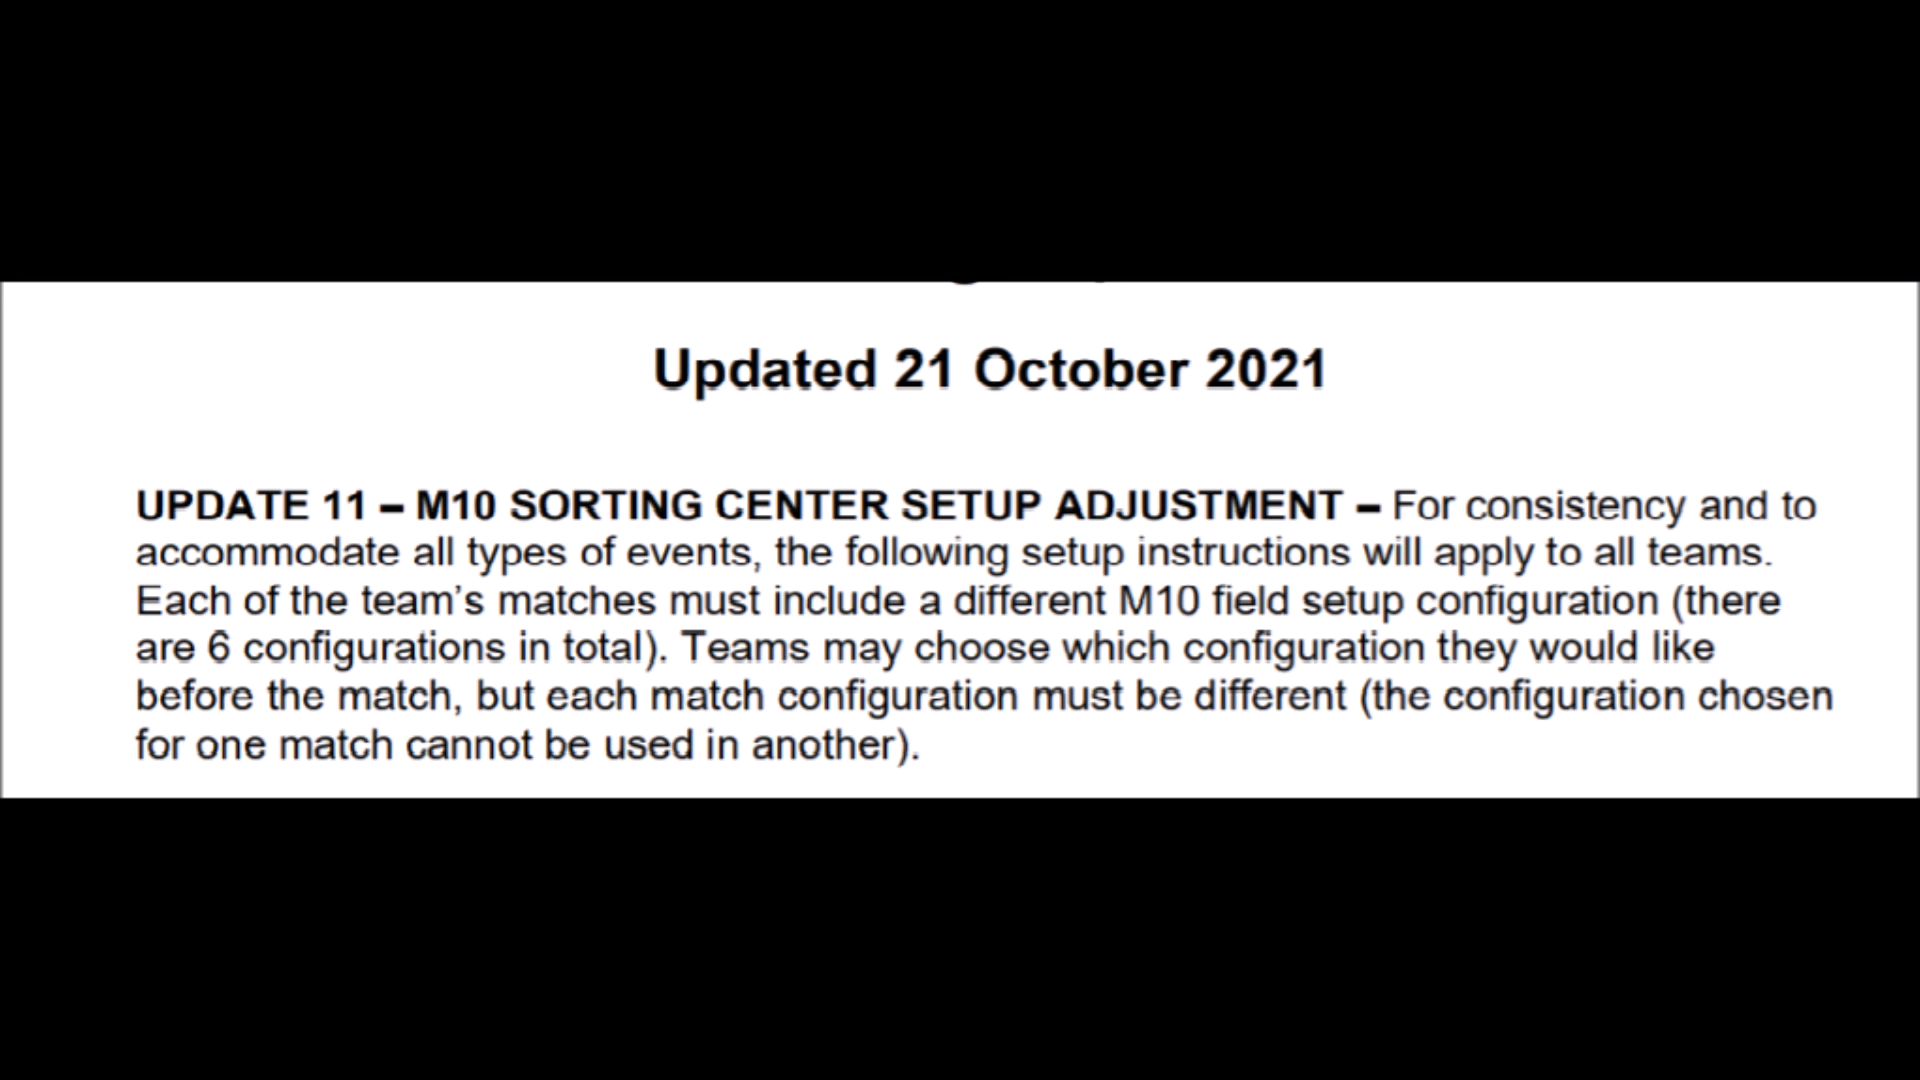 Updated 21 October 2021
UPDATE 11 – M10 SORTING CENTER SETUP ADJUSTMENT – For consistency and to
accommodate all types of events, the following setup instructions will apply to all teams.
Each of the team’s matches must include a different M10 field setup configuration (there
are 6 configurations in total). Teams may choose which configuration they would like
before the match, but each match configuration must be different (the configuration chosen
for one match cannot be used in another).